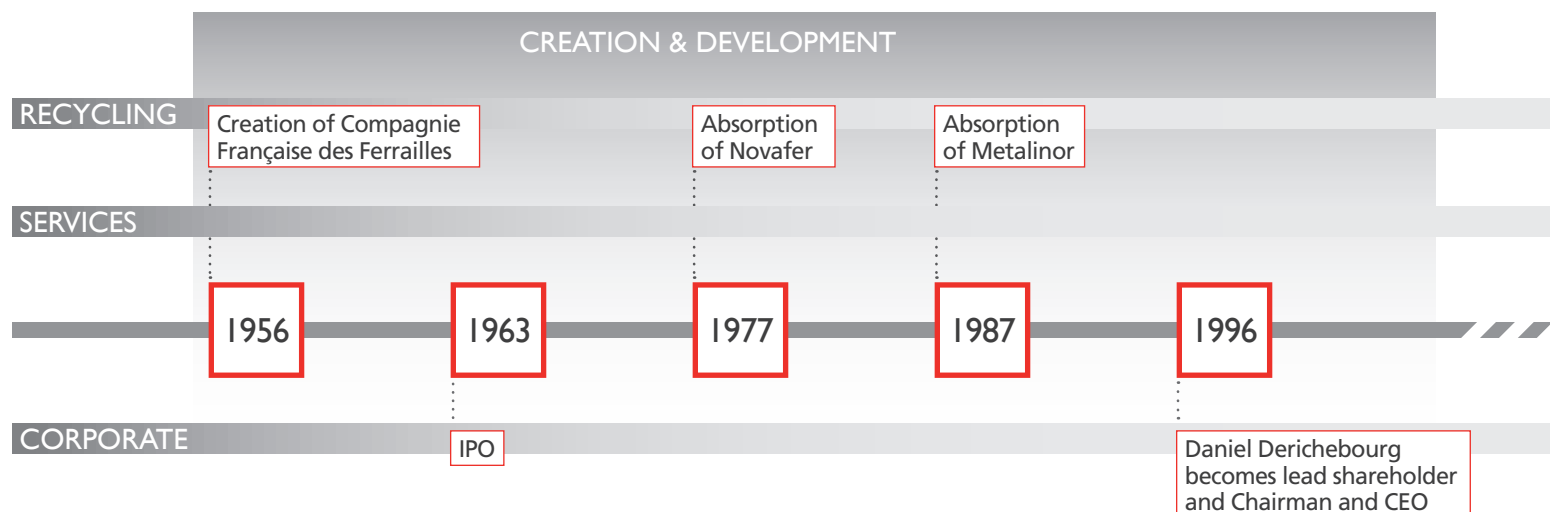 CREATION & DEVELOPMENT
RECYCLING
Creation of Compagnie
Française des Ferrailles
Absorption
of Novafer
Absorption
of Metalinor
SERVICES
1956
1963
1977
1987
1996
CORPORATE
IPO
Daniel Derichebourg
becomes lead shareholder
and Chairman and CEO